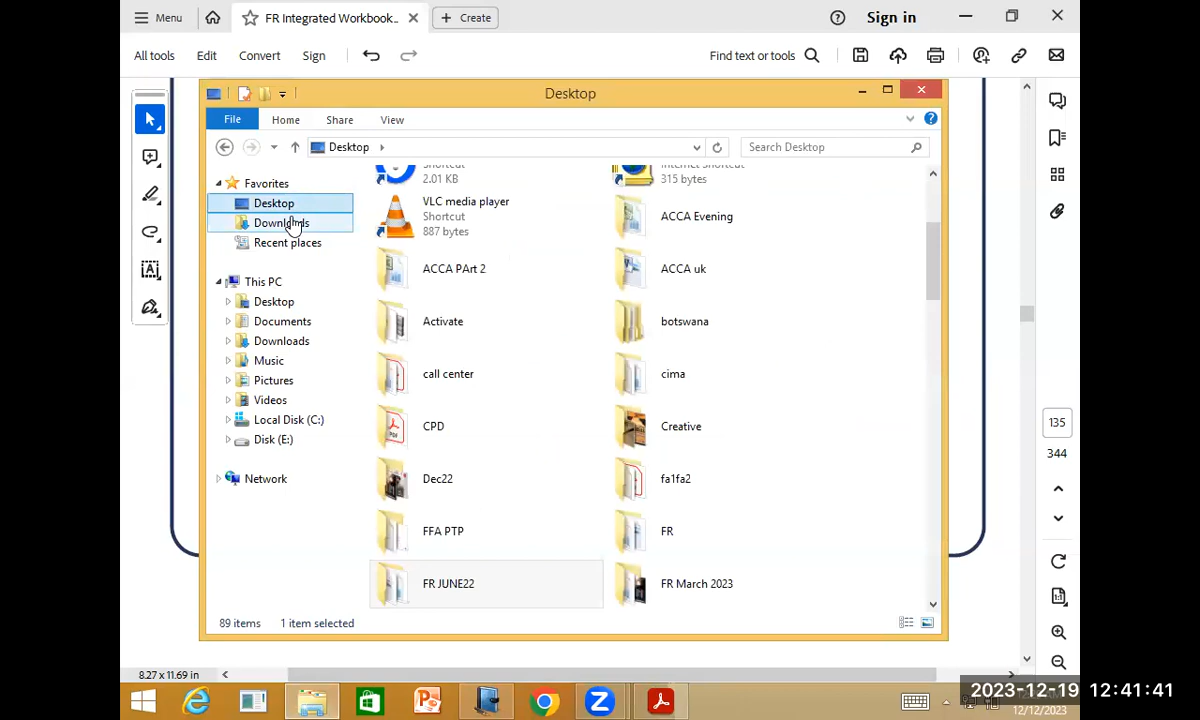 Menu
FR Integrated Workbook...
Create
Sign in
All tools
Edit
Convert
Sign
Find text or tools
Desktop
File
Home
Share
View
Desktop
Search Desktop
Favorites
Desktop
Downloads
Recent places
This PC
Desktop
Documents
Downloads
Music
Pictures
Videos
Local Disk (C:)
Disk (E:)
Network
Shortcut
2.01 KB
Internet Shortcut
315 bytes
VLC media player
Shortcut
887 bytes
ACCA Evening
ACCA PArt 2
ACCA uk
Activate
botswana
call center
cima
CPD
Creative
Dec22
fa1fa2
FFA PTP
FR
FR JUNE22
FR March 2023
89 items
1 item selected
135
344
8.27 x 11.69 in
2023-12-19 12:41:41
12/12/2023